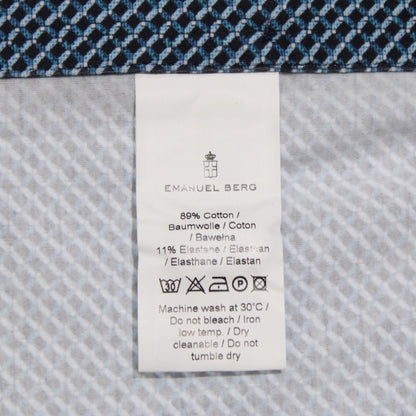 EMANUEL BERG
89% Cotton /
Baumwolle / Coton
/ Bawełna
11% Elastane / Elastwan
/ Elasthane / Elastan
30 P
Machine wash at 30°C /
Do not bleach / Iron
low temp. / Dry
cleanable / Do not
tumble dry